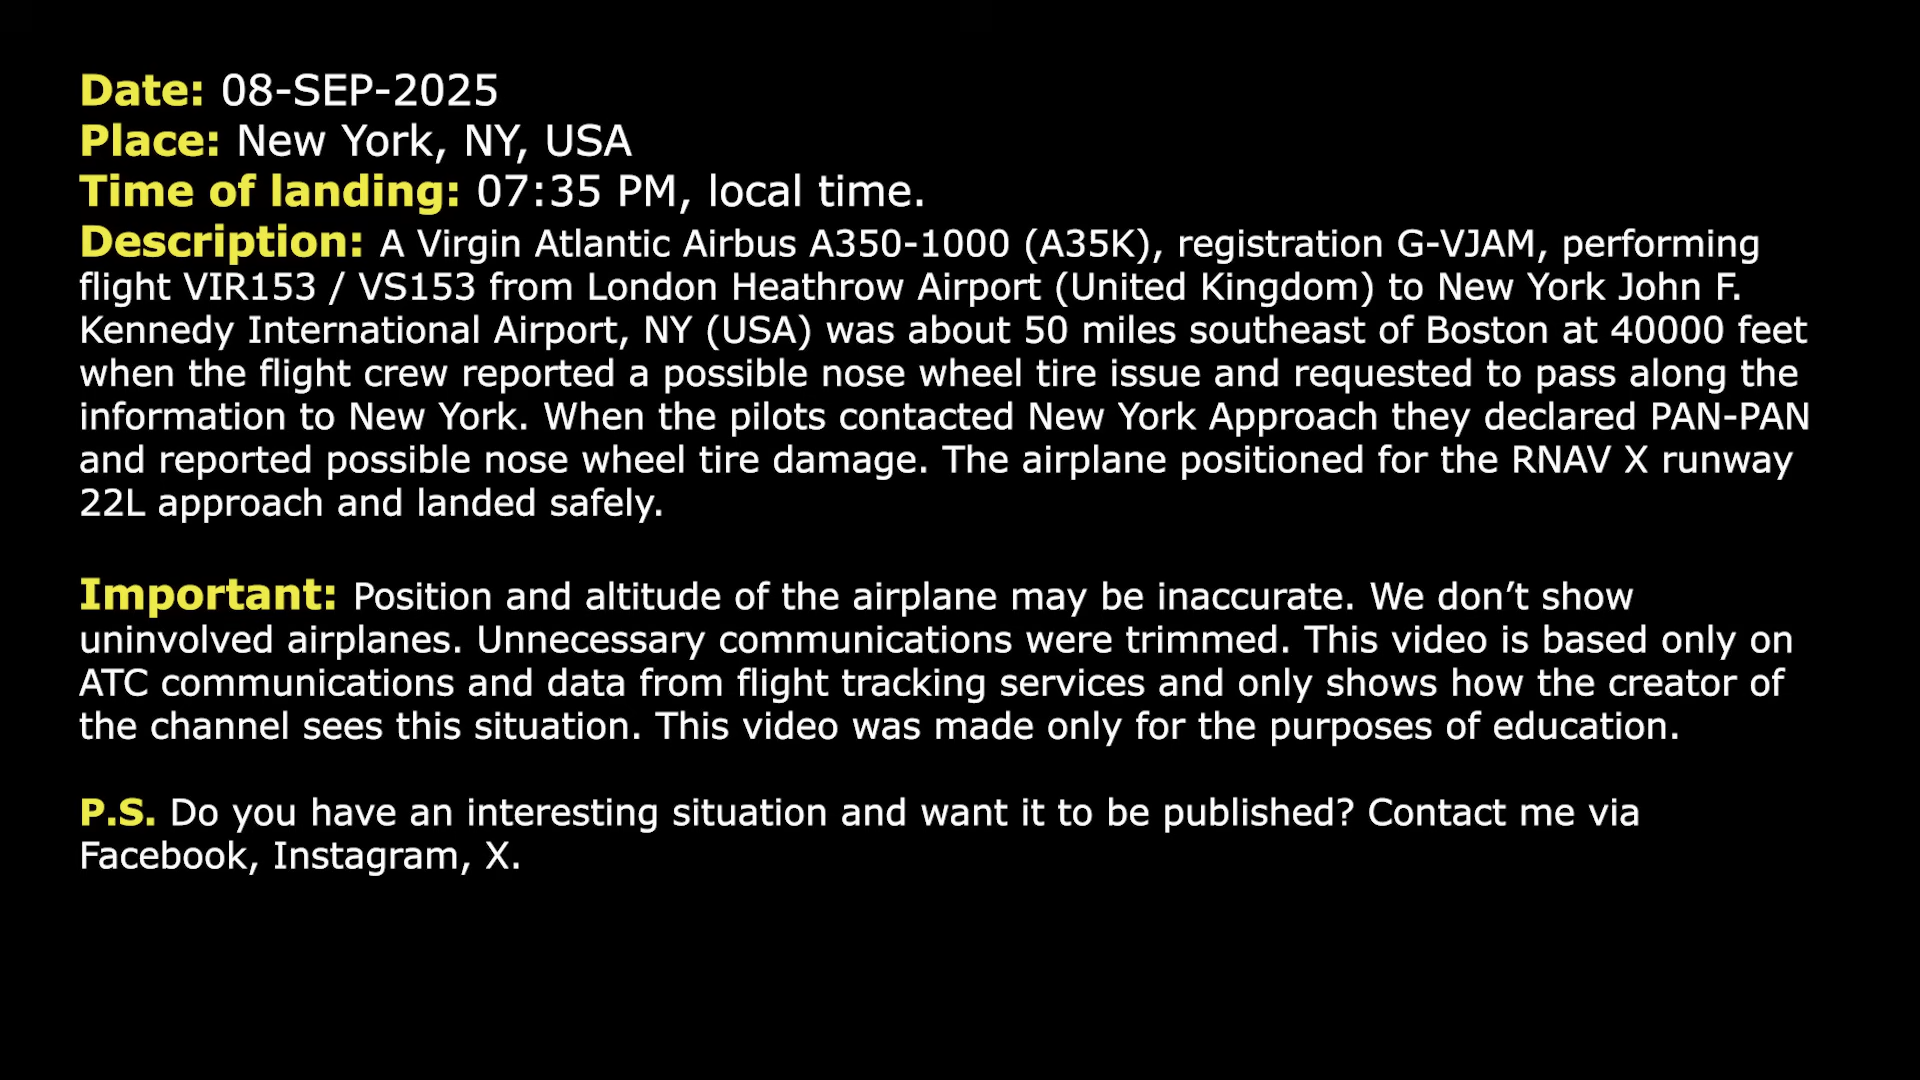 Date: 08-SEP-2025
Place: New York, NY, USA
Time of landing: 07:35 PM, local time.
Description: A Virgin Atlantic Airbus A350-1000 (A35K), registration G-VJAM, performing
flight VIR153 / VS153 from London Heathrow Airport (United Kingdom) to New York John F.
Kennedy International Airport, NY (USA) was about 50 miles southeast of Boston at 40000 feet
when the flight crew reported a possible nose wheel tire issue and requested to pass along the
information to New York. When the pilots contacted New York Approach they declared PAN-PAN
and reported possible nose wheel tire damage. The airplane positioned for the RNAV X runway
22L approach and landed safely.
Important: Position and altitude of the airplane may be inaccurate. We don’t show
uninvolved airplanes. Unnecessary communications were trimmed. This video is based only on
ATC communications and data from flight tracking services and only shows how the creator of
the channel sees this situation. This video was made only for the purposes of education.
P.S. Do you have an interesting situation and want it to be published? Contact me via
Facebook, Instagram, X.